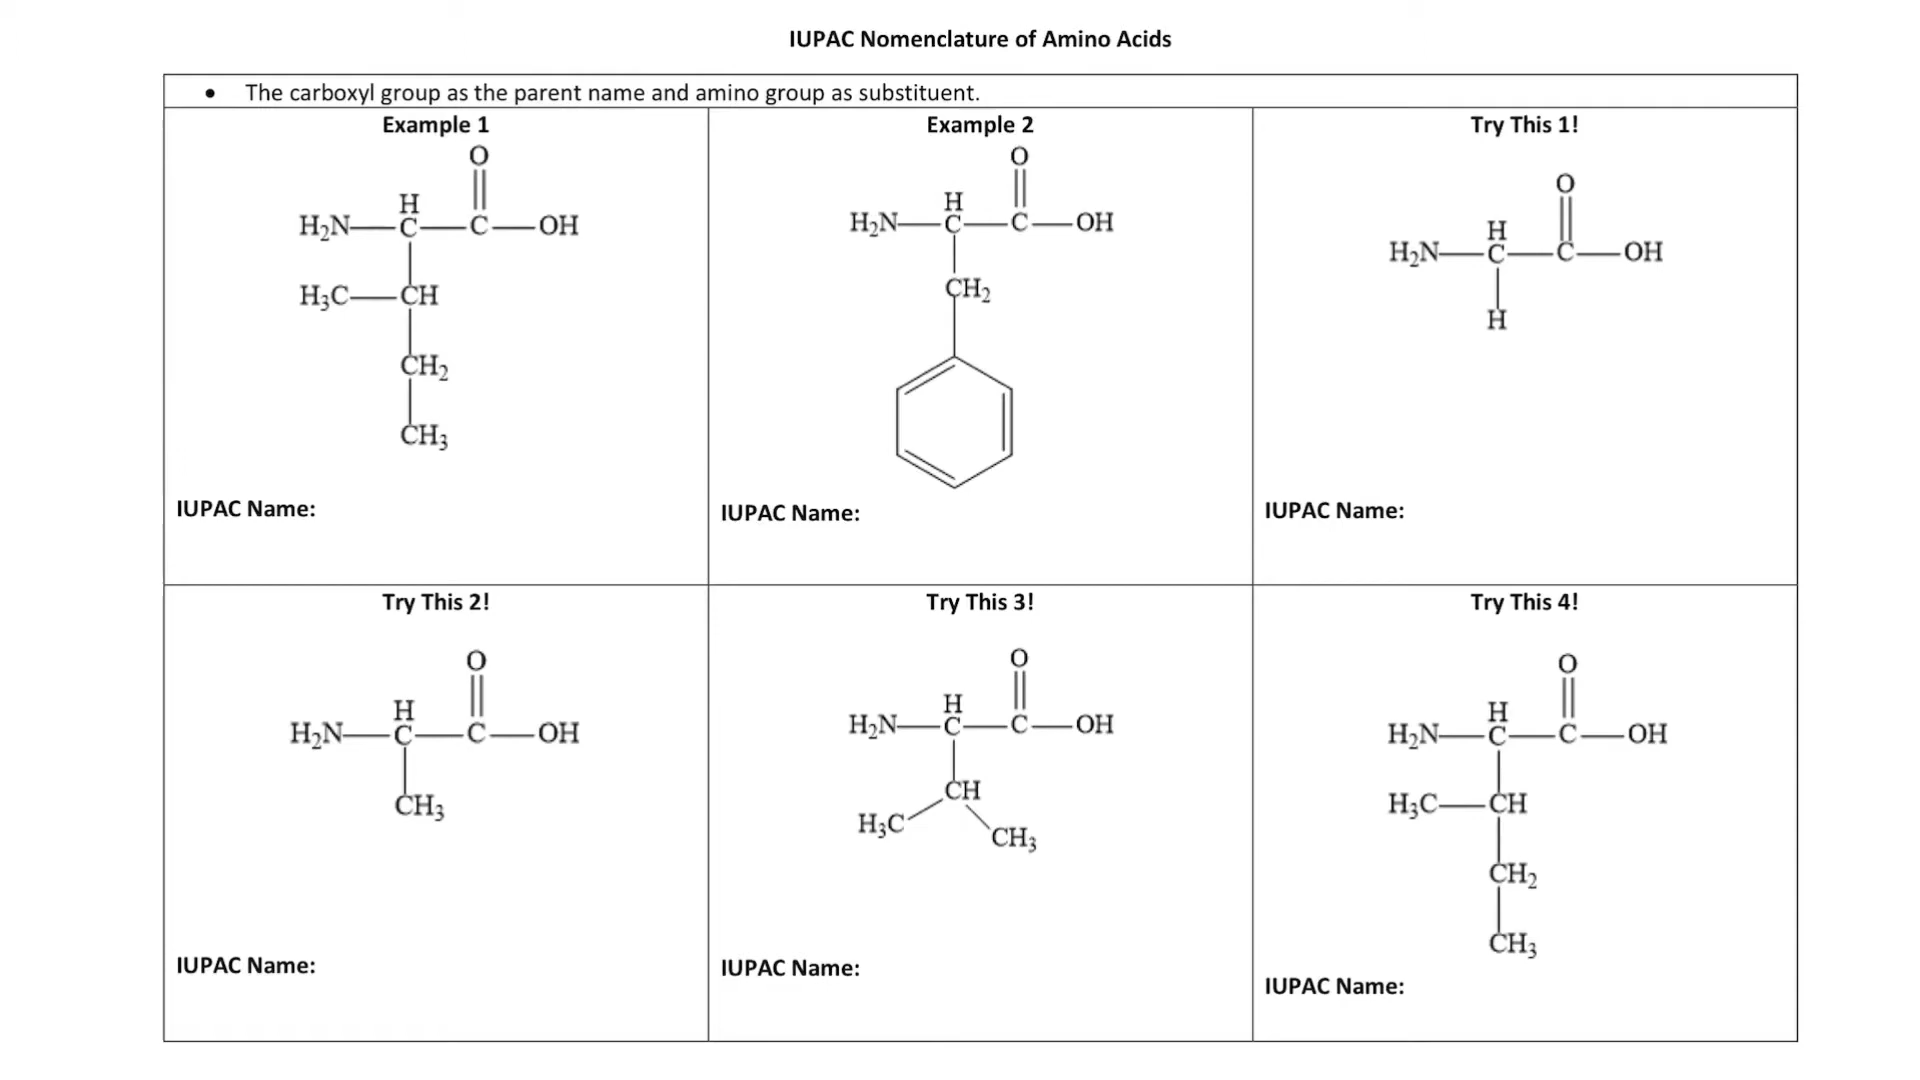 IUPAC Nomenclature of Amino Acids
• The carboxyl group as the parent name and amino group as substituent.
Example 1
O
H
H₂N C C OH
H₃C CH
CH₂
CH₃
IUPAC Name:
Example 2
O
H
H₂N C C OH
CH₂
IUPAC Name:
Try This 1!
O
H
H₂N C C OH
H
IUPAC Name:
Try This 2!
O
H
H₂N C C OH
CH₃
IUPAC Name:
Try This 3!
O
H
H₂N C C OH
CH
H₃C CH₃
IUPAC Name:
Try This 4!
O
H
H₂N C C OH
H₃C CH
CH₂
CH₃
IUPAC Name: